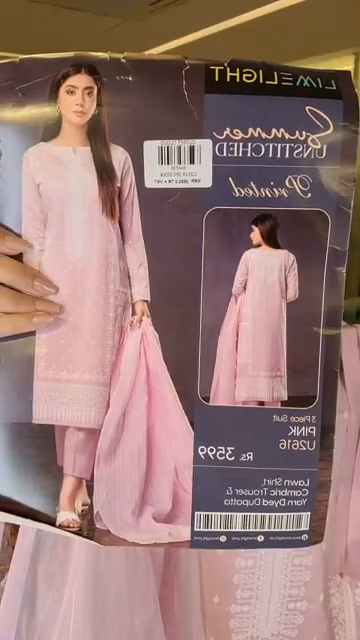 LIMELIGHT
Summer
UNSTITCHED
Printed
3 Piece Suit
PINK
U2616
Rs. 3599
Lawn Shirt,
Cambric Trouser &
Yarn Dyed Dupatta